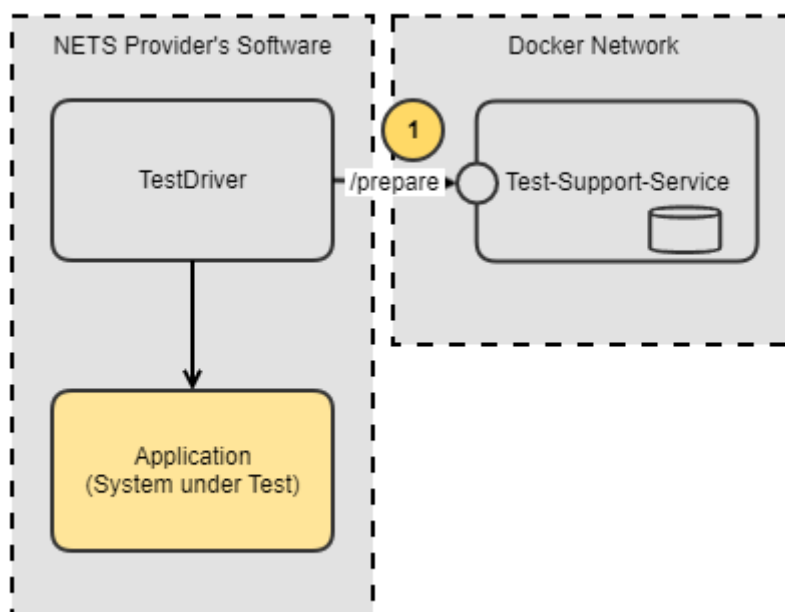 NETS Provider's Software
Docker Network
1
TestDriver
/prepare
Test-Support-Service
Application
(System under Test)